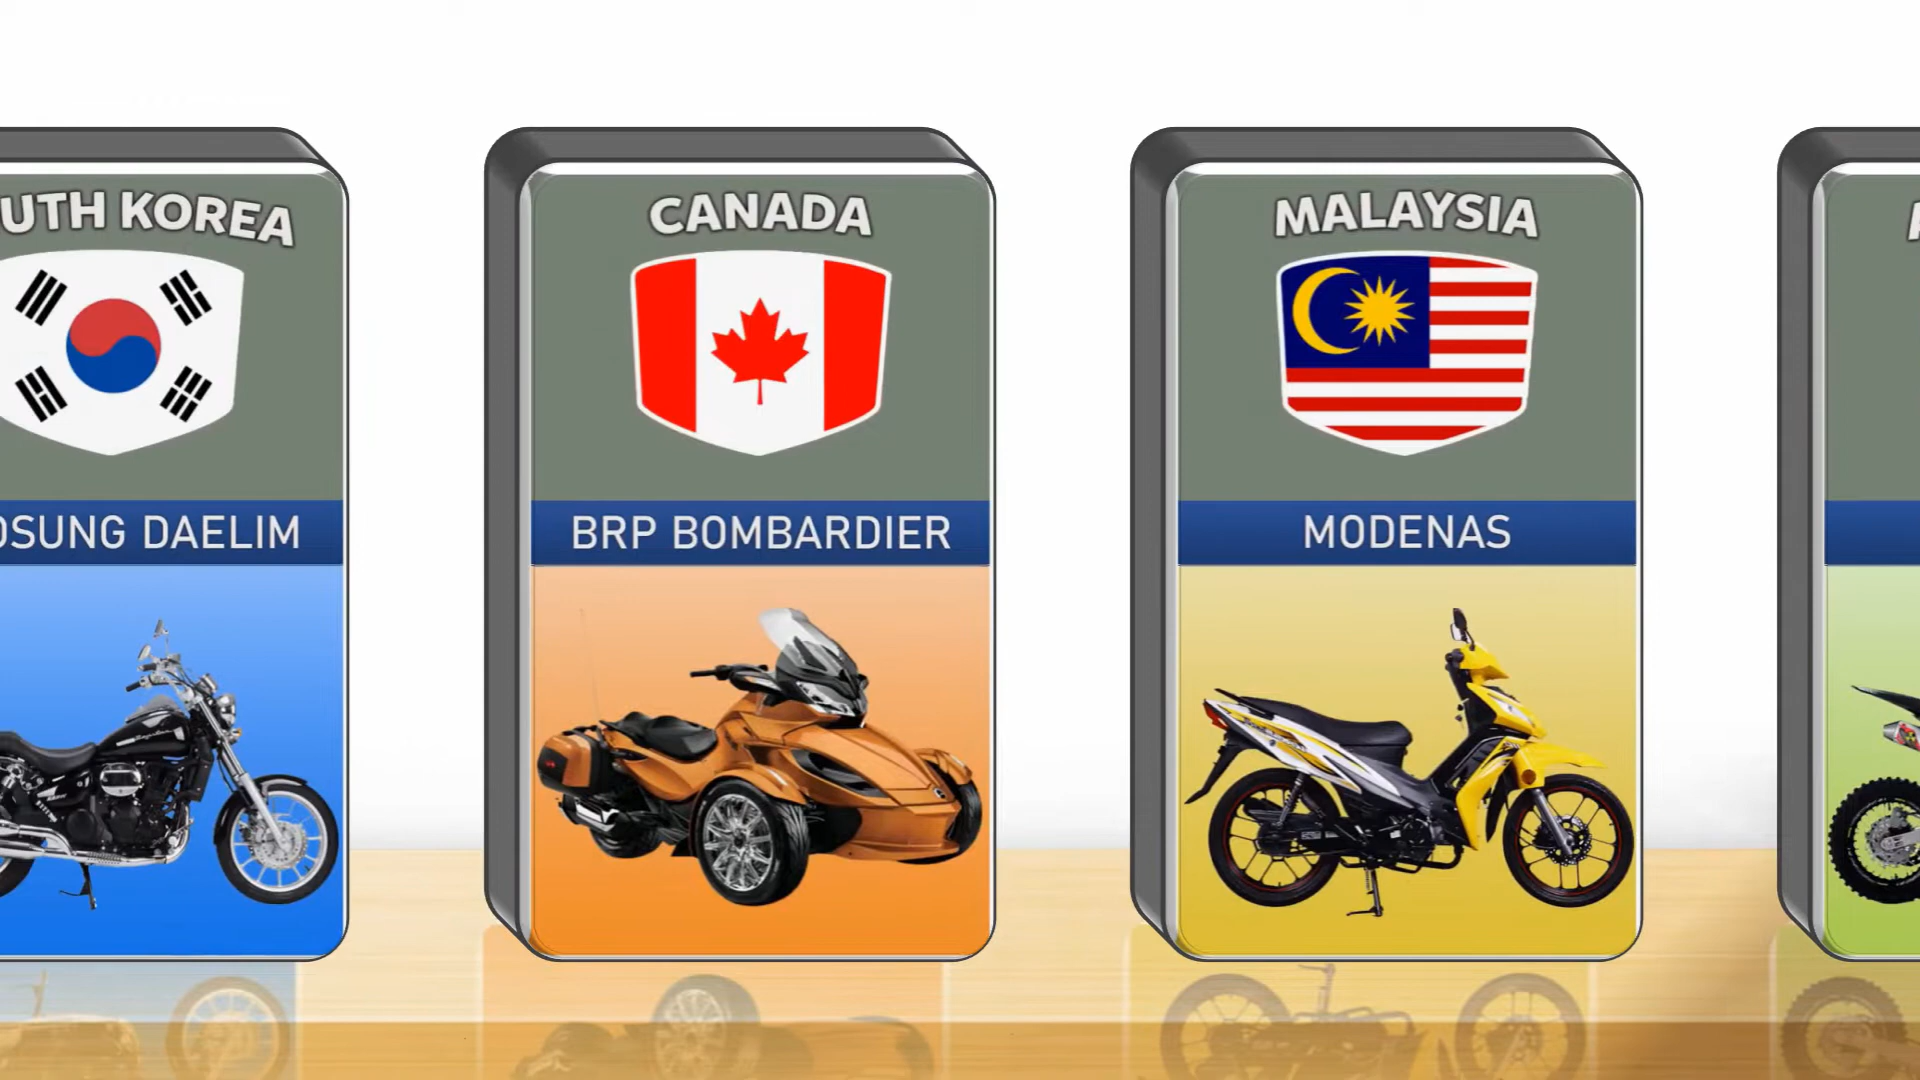 UTH KOREA
OSUNG DAELIM
CANADA
BRP BOMBARDIER
MALAYSIA
MODENAS